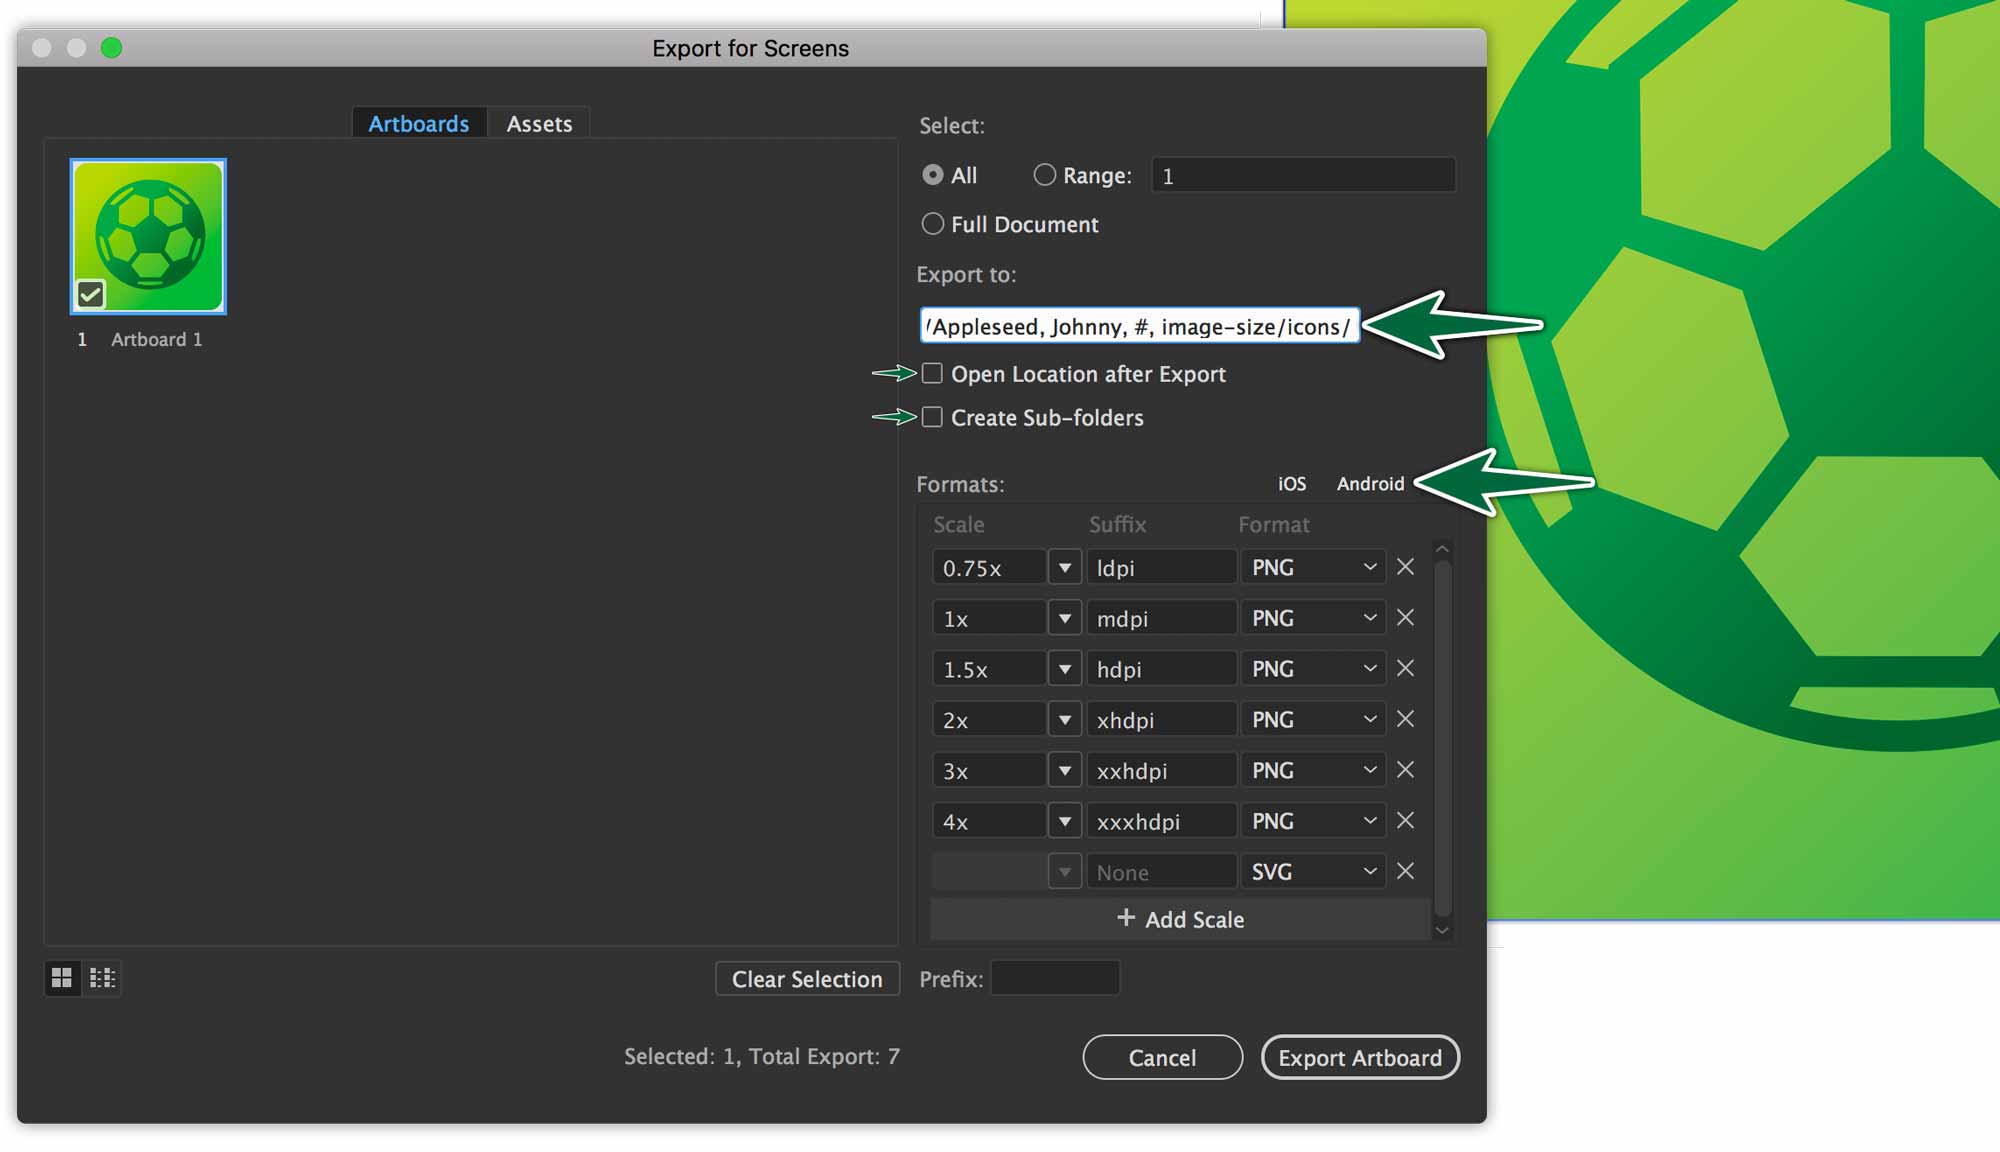 Export for Screens
Artboards
Assets
1 Artboard 1
Select:
All
Range:
1
Full Document
Export to:
/Appleseed, Johnny, #, image-size/icons/
Open Location after Export
Create Sub-folders
Formats:
iOS
Android
Scale Suffix Format
0.75x ldpi PNG
1x mdpi PNG
1.5x hdpi PNG
2x xhdpi PNG
3x xxhdpi PNG
4x xxxhdpi PNG
None SVG
+ Add Scale
Clear Selection
Prefix:
Selected: 1, Total Export: 7
Cancel
Export Artboard